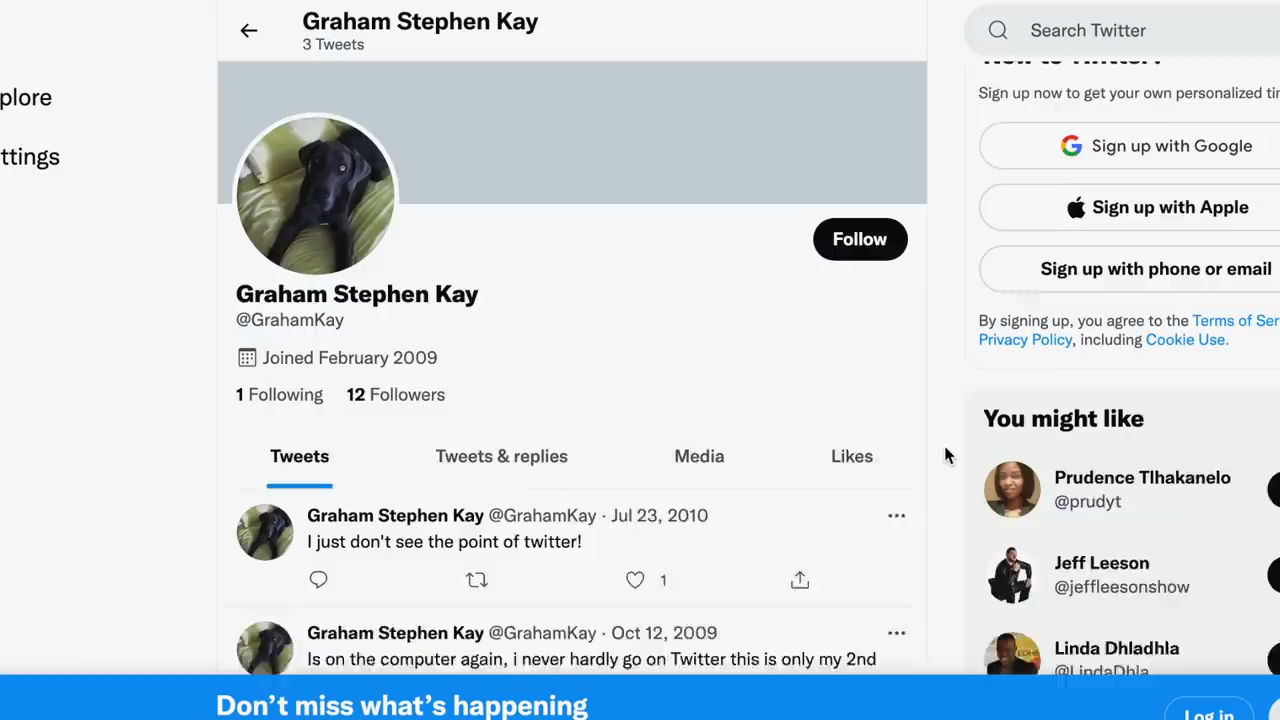 Graham Stephen Kay
3 Tweets
Search Twitter
plore
ttings
Sign up now to get your own personalized
Sign up with Google
Sign up with Apple
Sign up with phone or email
By signing up, you agree to the Terms of Ser
Privacy Policy, including Cookie Use.
Follow
Graham Stephen Kay
@GrahamKay
Joined February 2009
1 Following 12 Followers
Tweets Tweets & replies Media Likes
Graham Stephen Kay @GrahamKay · Jul 23, 2010
I just don't see the point of twitter!
1
Graham Stephen Kay @GrahamKay · Oct 12, 2009
Is on the computer again, i never hardly go on Twitter this is only my 2nd
You might like
Prudence Tlhakanelo
@prudyt
Jeff Leeson
@jeffleesonshow
Linda Dhladhla
@LindaDhla
Don't miss what's happening
Log in